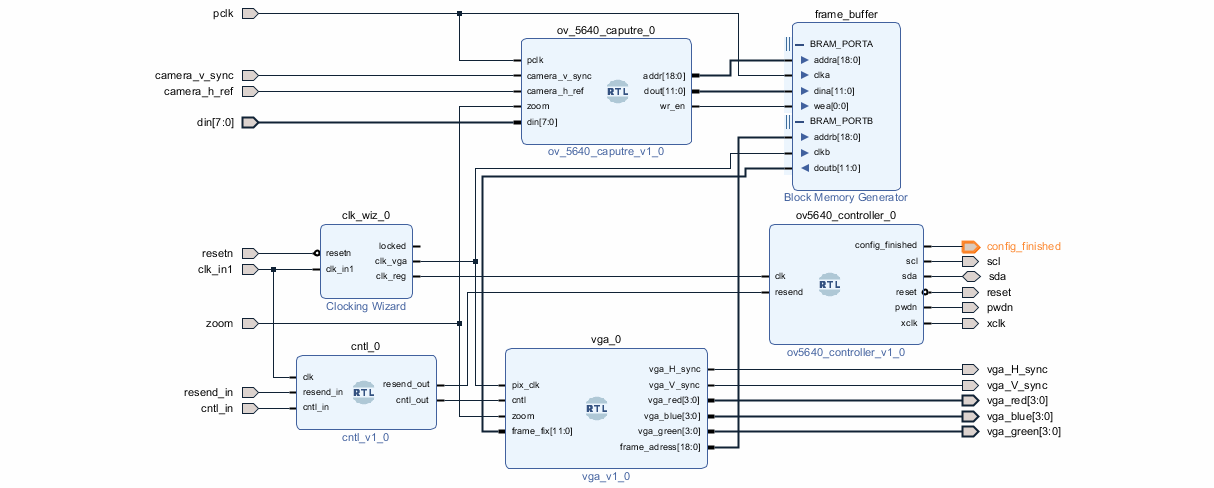 pclk
camera_v_sync
camera_h_ref
din[7:0]
ov_5640_caputre_0
pclk
camera_v_sync
camera_h_ref
zoom
din[7:0]
addr[18:0]
dout[11:0]
wr_en
RTL
ov_5640_caputre_v1_0
frame_buffer
BRAM_PORTA
addra[18:0]
clka
dina[11:0]
wea[0:0]
BRAM_PORTB
addrb[18:0]
clkb
doutb[11:0]
Block Memory Generator
resetn
clk_in1
zoom
clk_wiz_0
resetn
clk_in1
locked
clk_vga
clk_reg
Clocking Wizard
ov5640_controller_0
clk
resend
RTL
config_finished
scl
sda
reset
pwdn
xclk
ov5640_controller_v1_0
config_finished
scl
sda
reset
pwdn
xclk
resend_in
cntl_in
cntl_0
clk
resend_in
cntl_in
RTL
resend_out
cntl_out
cntl_v1_0
vga_0
pix_clk
cntl
zoom
frame_fix[11:0]
RTL
vga_H_sync
vga_V_sync
vga_red[3:0]
vga_blue[3:0]
vga_green[3:0]
frame_adress[18:0]
vga_v1_0
vga_H_sync
vga_V_sync
vga_red[3:0]
vga_blue[3:0]
vga_green[3:0]